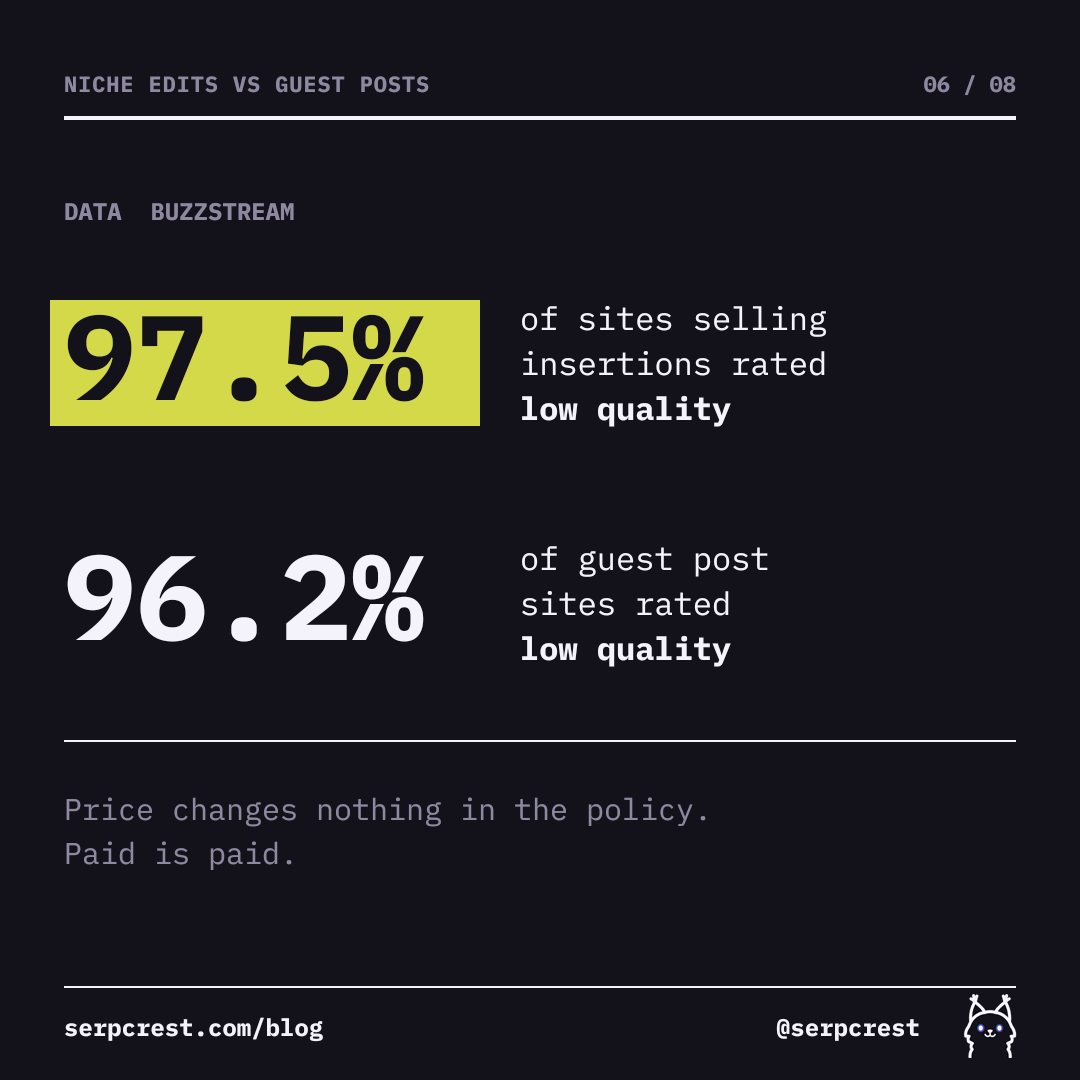 NICHE EDITS VS GUEST POSTS
06 / 08
DATA BUZZSTREAM
97.5%
of sites selling
insertions rated
low quality
96.2%
of guest post
sites rated
low quality
Price changes nothing in the policy.
Paid is paid.
serpcrest.com/blog
@serpcrest